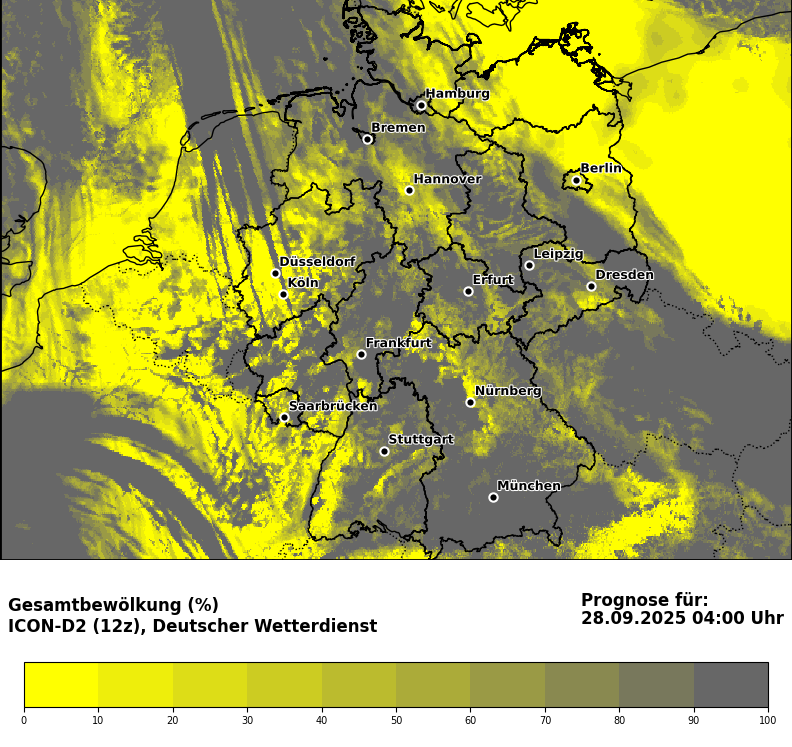 Hamburg
Bremen
Berlin
Hannover
Düsseldorf
Leipzig
Köln
Erfurt
Dresden
Frankfurt
Nürnberg
Saarbrücken
Stuttgart
München
Gesamtbewölkung (%)
ICON-D2 (12z), Deutscher Wetterdienst
Prognose für:
28.09.2025 04:00 Uhr
0 10 20 30 40 50 60 70 80 90 100